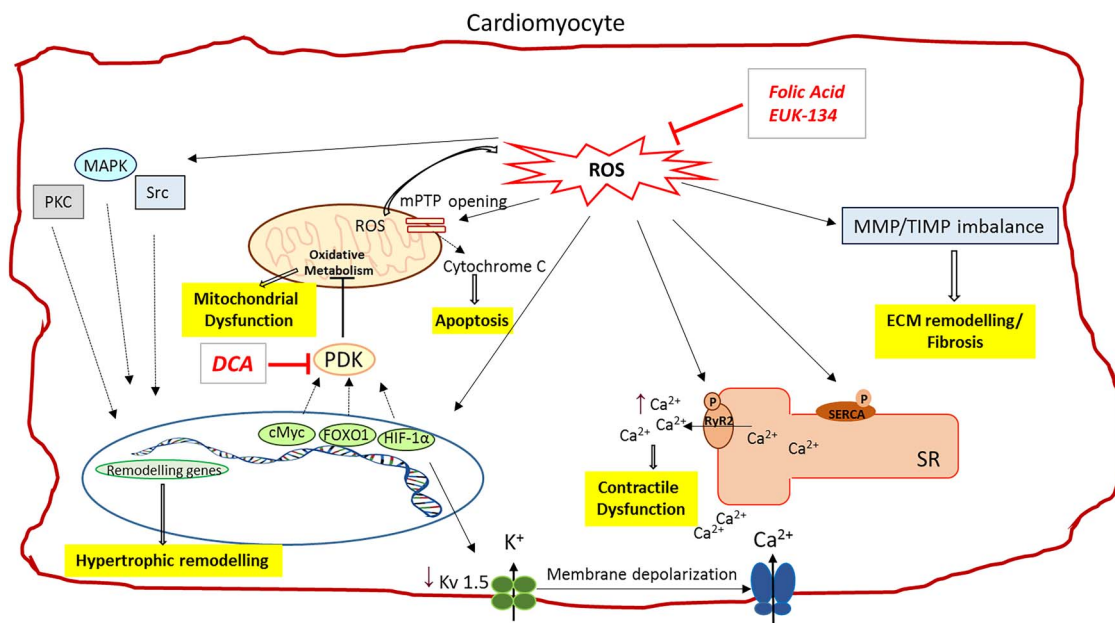 Cardiomyocyte
Folic Acid
EUK-134
ROS
MAPK
Src
PKC
mPTP opening
ROS
Oxidative
Metabolism
Cytochrome C
MMP/TIMP imbalance
Mitochondrial
Dysfunction
Apoptosis
ECM remodelling/
Fibrosis
DCA
PDK
cMyc
FOXO1
HIF-1α
Remodelling genes
Hypertrophic remodelling
↑ Ca²⁺
Ca²⁺ Ca²⁺
P
RyR2
Ca²⁺
Ca²⁺
P
SERCA
SR
Contractile
Dysfunction
Ca²⁺
Ca²⁺
K⁺
↓ Kv 1.5
Membrane depolarization
Ca²⁺